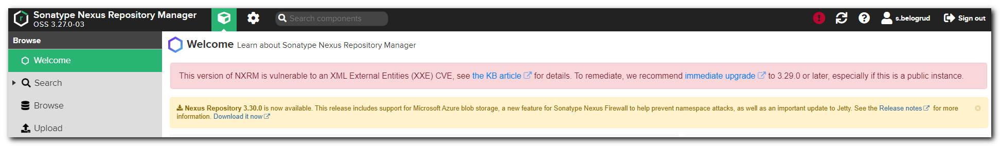 Sonatype Nexus Repository Manager
OSS 3.27.0-03
Search components
s.belogrud
Sign out
Browse
Welcome
Search
Browse
Upload
Welcome Learn about Sonatype Nexus Repository Manager
This version of NXRM is vulnerable to an XML External Entities (XXE) CVE, see the KB article for details. To remediate, we recommend immediate upgrade to 3.29.0 or later, especially if this is a public instance.
Nexus Repository 3.30.0 is now available. This release includes support for Microsoft Azure blob storage, a new feature for Sonatype Nexus Firewall to help prevent namespace attacks, as well as an important update to Jetty. See the Release notes for more
information. Download it now